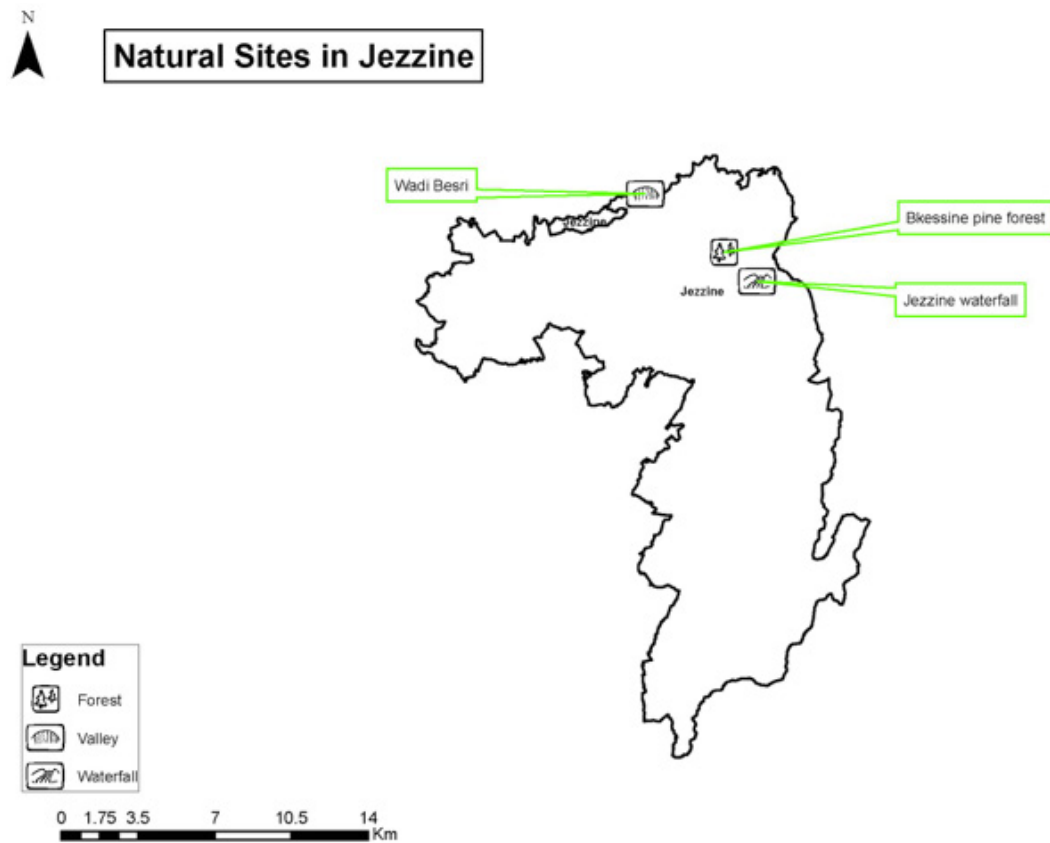 N
Natural Sites in Jezzine
Wadi Besri
Jezzine
Bkessine pine forest
Jezzine
Jezzine waterfall
Legend
Forest
Valley
Waterfall
0 1.75 3.5 7 10.5 14
Km